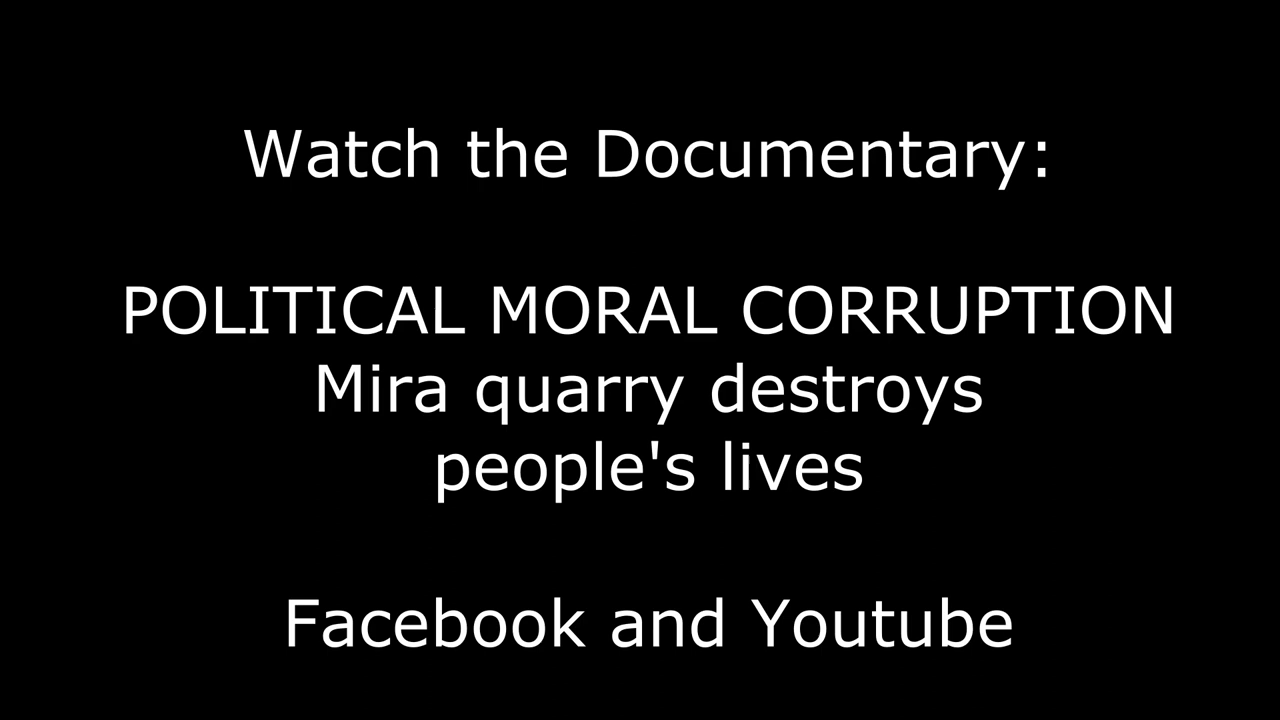 Watch the Documentary:
POLITICAL MORAL CORRUPTION
Mira quarry destroys
people's lives
Facebook and Youtube